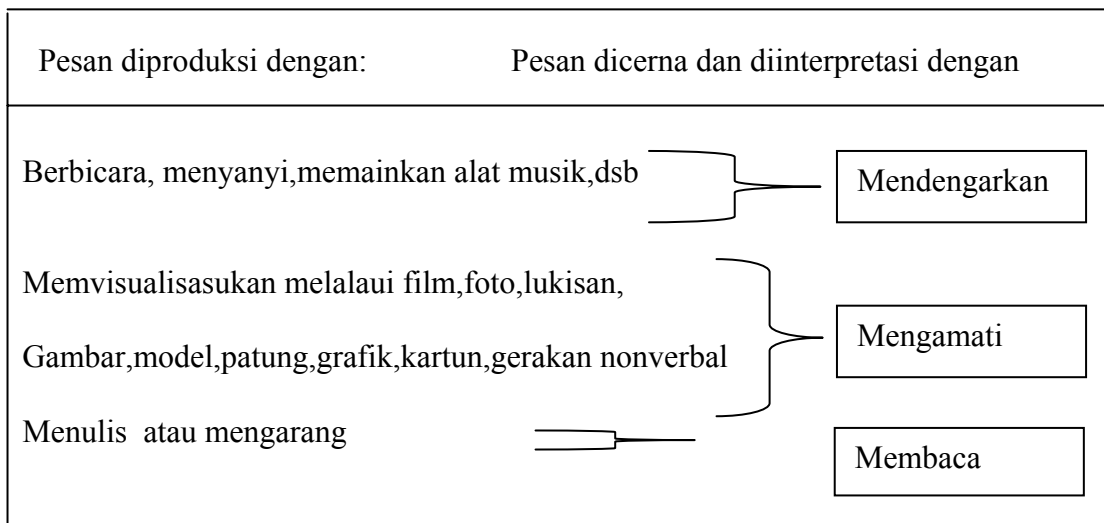 Pesan diproduksi dengan: Pesan dicerna dan diinterpretasi dengan
Berbicara, menyanyi,memainkan alat musik,dsb Mendengarkan
Memvisualisasukan melalaui film,foto,lukisan,
Gambar,model,patung,grafik,kartun,gerakan nonverbal Mengamati
Menulis atau mengarang Membaca